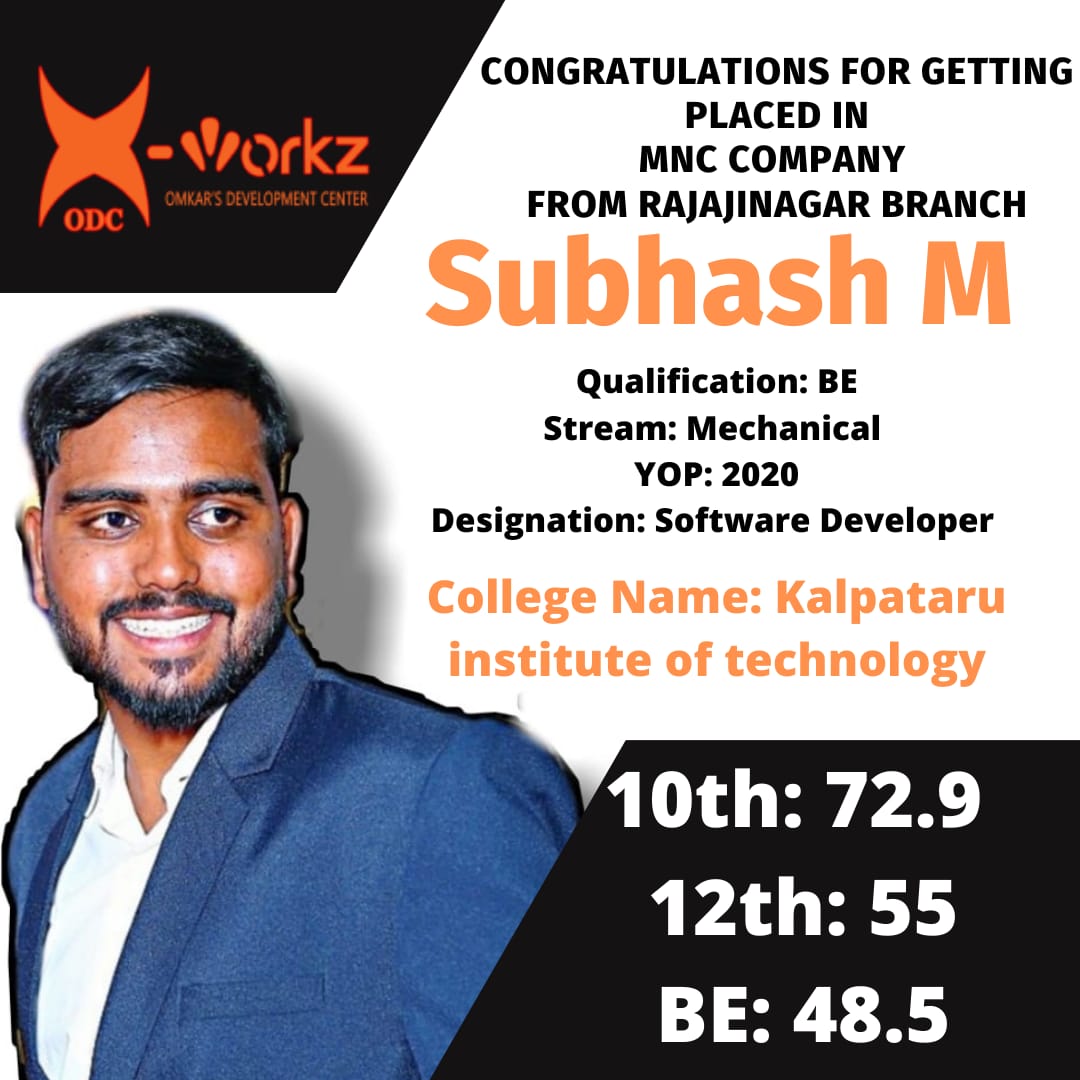 X-Workz
OMKAR'S DEVELOPMENT CENTER
ODC
CONGRATULATIONS FOR GETTING
PLACED IN
MNC COMPANY
FROM RAJAJINAGAR BRANCH
Subhash M
Qualification: BE
Stream: Mechanical
YOP: 2020
Designation: Software Developer
College Name: Kalpataru
institute of technology
10th: 72.9
12th: 55
BE: 48.5